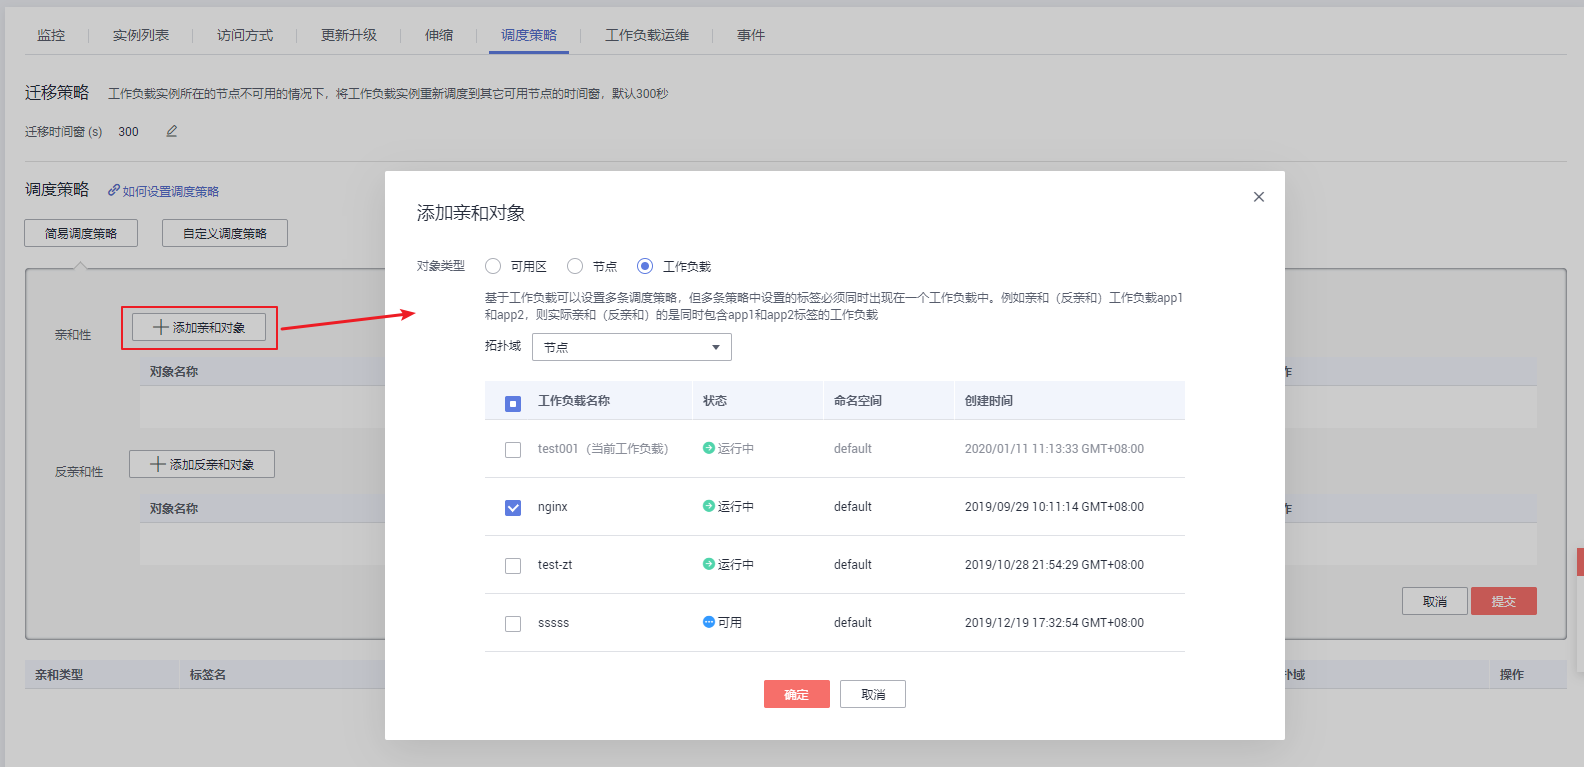 监控 实例列表 访问方式 更新升级 伸缩 调度策略 工作负载运维 事件
迁移策略 工作负载实例所在的节点不可用的情况下，将工作负载实例重新调度到其它可用节点的时间窗，默认300秒
迁移时间窗 (s) 300
调度策略 如何设置调度策略
简易调度策略 自定义调度策略
亲和性 添加亲和对象
对象名称
反亲和性 添加反亲和对象
对象名称
取消 提交
亲和类型 标签名 域 操作
添加亲和对象
对象类型 可用区 节点 工作负载
基于工作负载可以设置多条调度策略，但多条策略中设置的标签必须同时出现在一个工作负载中。例如亲和（反亲和）工作负载app1
和app2，则实际亲和（反亲和）的是同时包含app1和app2标签的工作负载
拓扑域 节点
工作负载名称 状态 命名空间 创建时间
test001（当前工作负载） 运行中 default 2020/01/11 11:13:33 GMT+08:00
nginx 运行中 default 2019/09/29 10:11:14 GMT+08:00
test-zt 运行中 default 2019/10/28 21:54:29 GMT+08:00
sssss 可用 default 2019/12/19 17:32:54 GMT+08:00
确定 取消